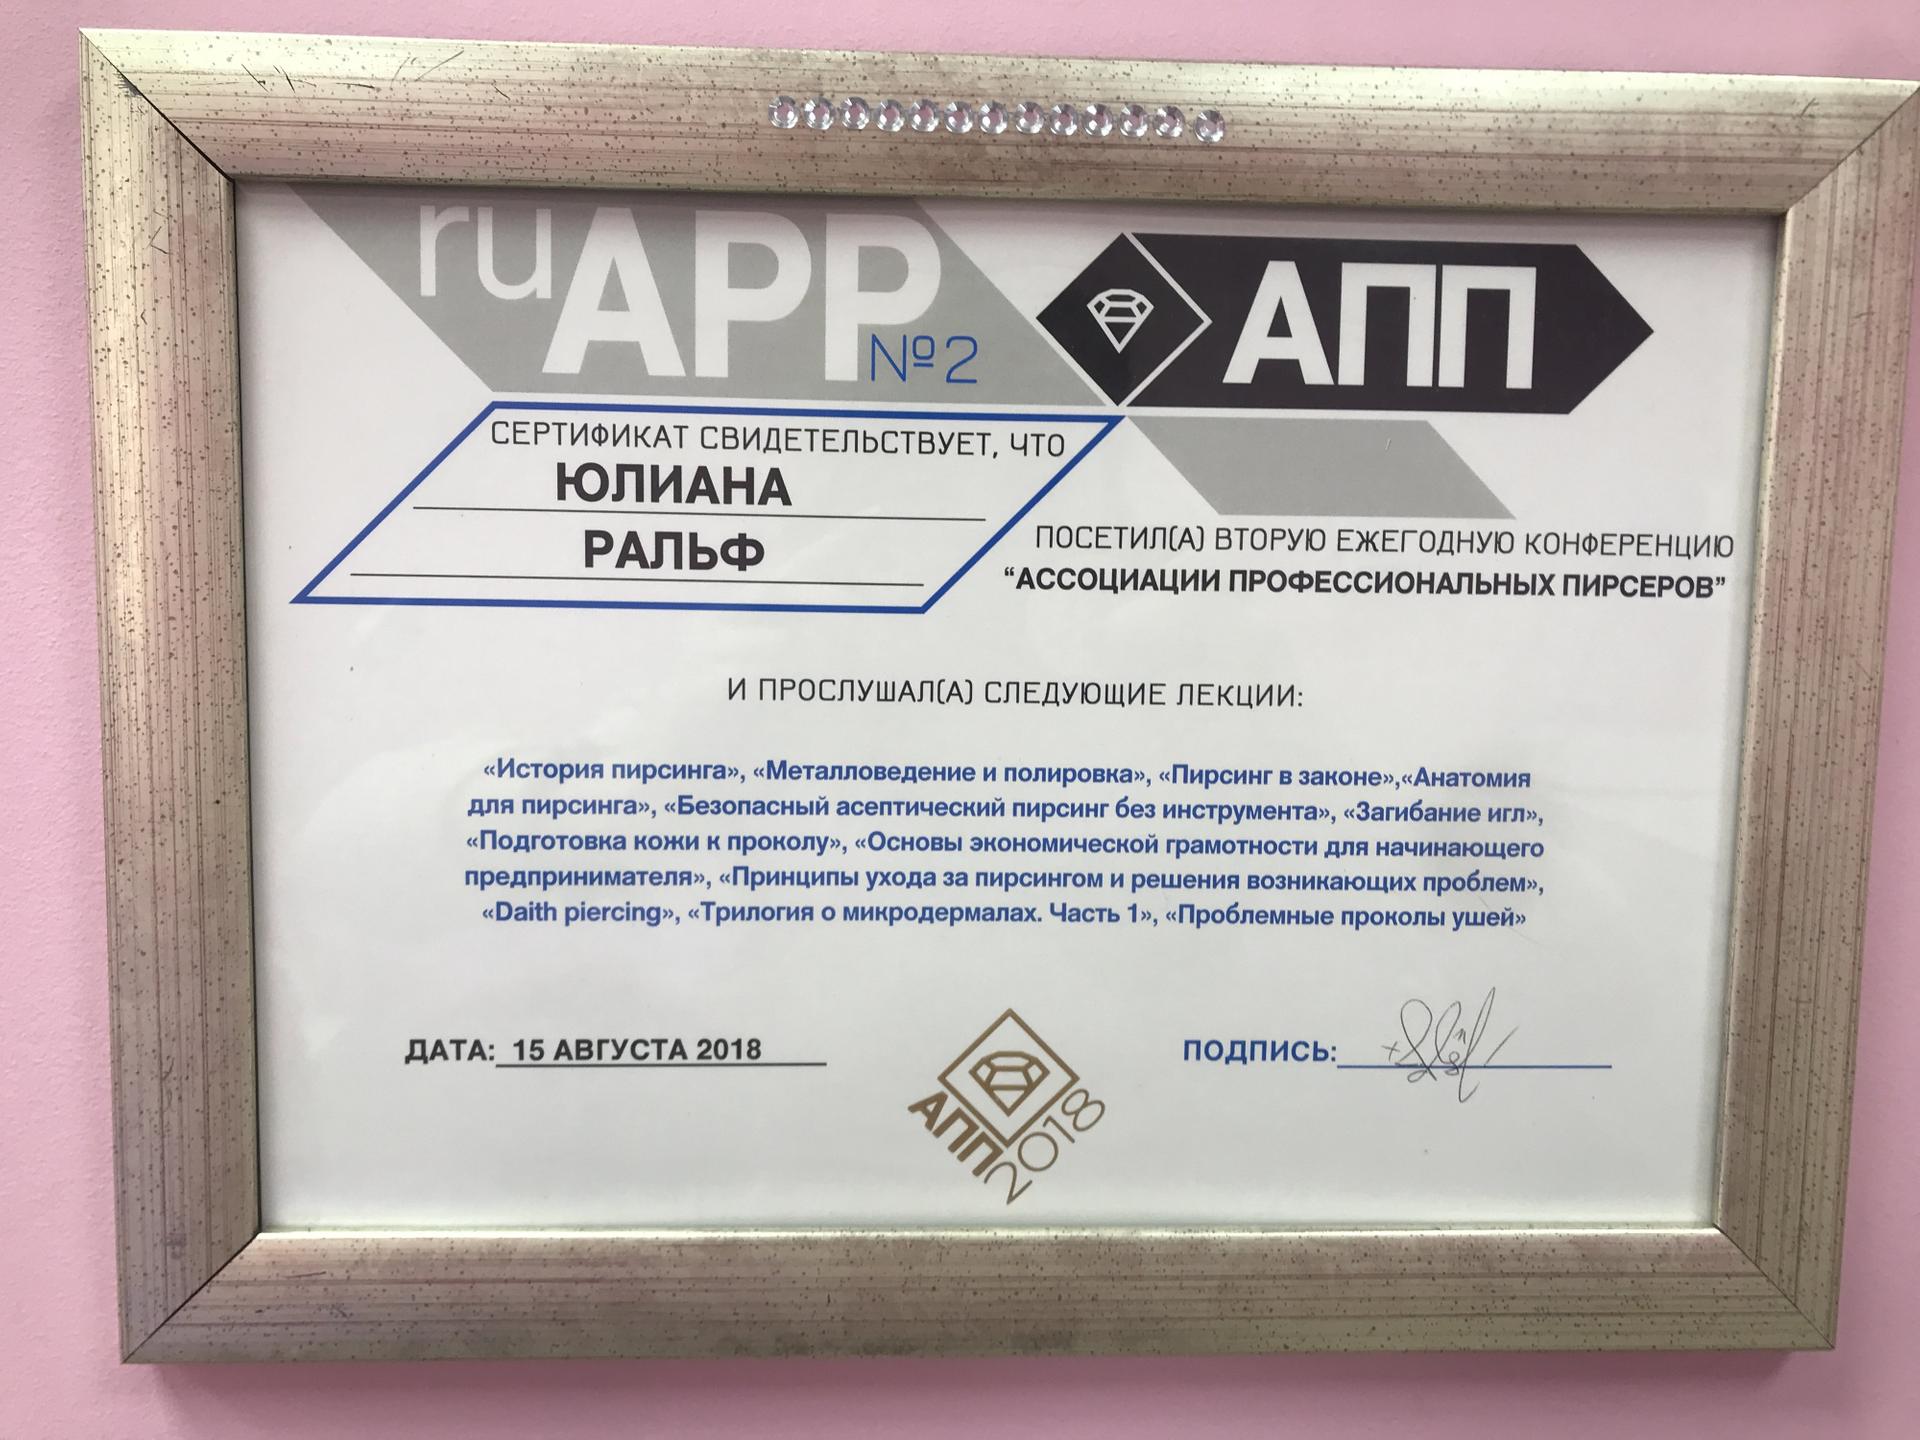 ruAPP №2
АПП
СЕРТИФИКАТ СВИДЕТЕЛЬСТВУЕТ, ЧТО
ЮЛИАНА
РАЛЬФ
ПОСЕТИЛ(А) ВТОРУЮ ЕЖЕГОДНУЮ КОНФЕРЕНЦИЮ
“АССОЦИАЦИИ ПРОФЕССИОНАЛЬНЫХ ПИРСЕРОВ”
И ПРОСЛУШАЛ(А) СЛЕДУЮЩИЕ ЛЕКЦИИ:
«История пирсинга», «Металловедение и полировка», «Пирсинг в законе»,«Анатомия
для пирсинга», «Безопасный асептический пирсинг без инструмента», «Загибание игл»,
«Подготовка кожи к проколу», «Основы экономической грамотности для начинающего
предпринимателя», «Принципы ухода за пирсингом и решения возникающих проблем»,
«Daith piercing», «Трилогия о микродермалах. Часть 1», «Проблемные проколы ушей»
ДАТА: 15 АВГУСТА 2018
ПОДПИСЬ:
АПП 2018